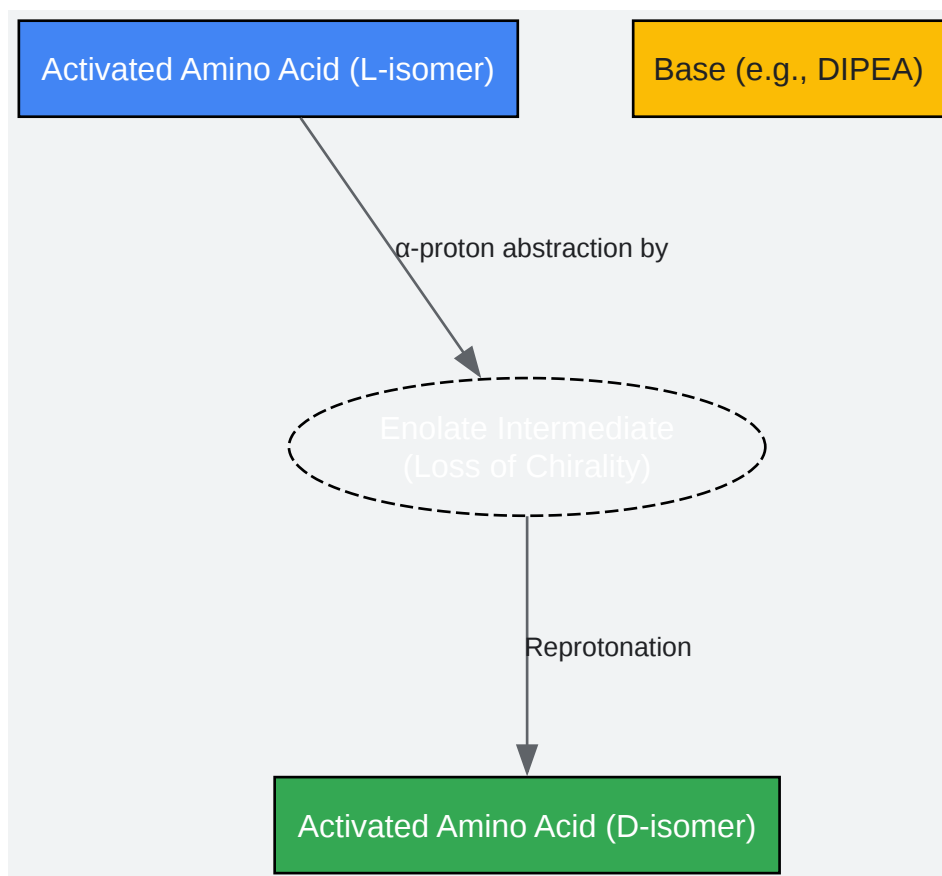 Activated Amino Acid (L-isomer)
Base (e.g., DIPEA)
α-proton abstraction by
Enolate Intermediate
(Loss of Chirality)
Reprotonation
Activated Amino Acid (D-isomer)